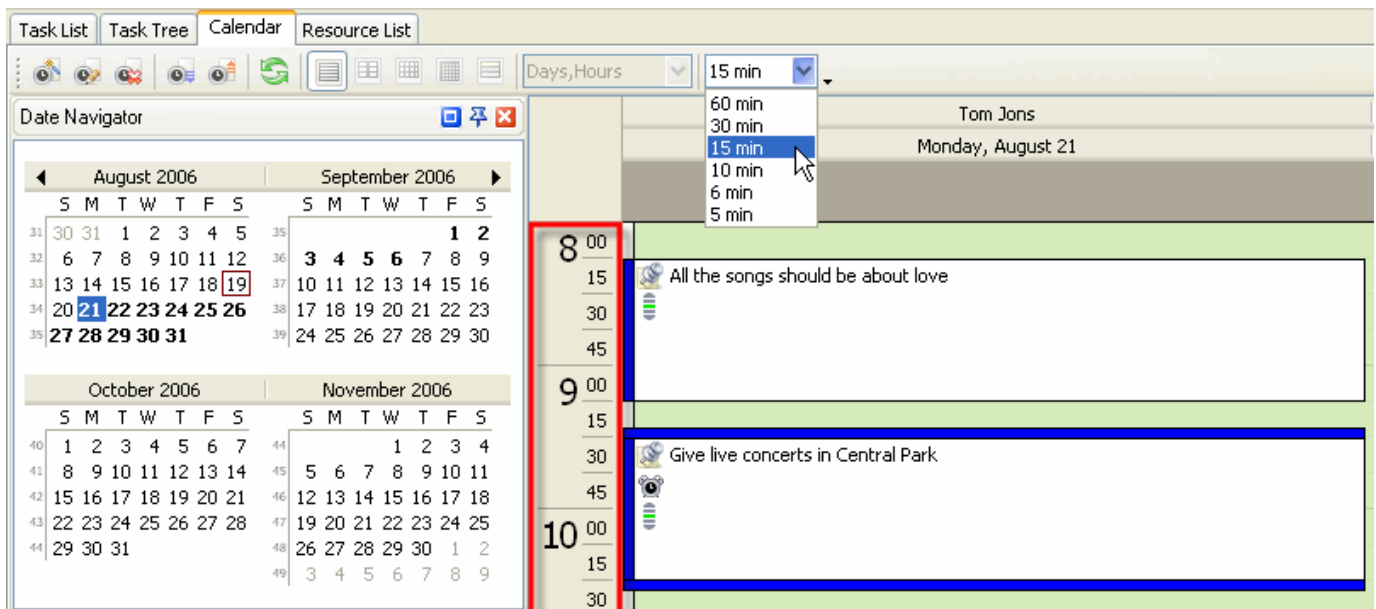 Task List Task Tree Calendar Resource List
Days,Hours 15 min
60 min
30 min
15 min
10 min
6 min
5 min
Date Navigator
August 2006
S M T W T F S
31 30 31 1 2 3 4 5
32 6 7 8 9 10 11 12
33 13 14 15 16 17 18 19
34 20 21 22 23 24 25 26
35 27 28 29 30 31
September 2006
S M T W T F S
35 1 2
36 3 4 5 6 7 8 9
37 10 11 12 13 14 15 16
38 17 18 19 20 21 22 23
39 24 25 26 27 28 29 30
October 2006
S M T W T F S
40 1 2 3 4 5 6 7
41 8 9 10 11 12 13 14
42 15 16 17 18 19 20 21
43 22 23 24 25 26 27 28
44 29 30 31
November 2006
S M T W T F S
44 1 2 3 4
45 5 6 7 8 9 10 11
46 12 13 14 15 16 17 18
47 19 20 21 22 23 24 25
48 26 27 28 29 30 1 2
49 3 4 5 6 7 8 9
Tom Jons
Monday, August 21
8 00
15 All the songs should be about love
30
45
9 00
15
30 Give live concerts in Central Park
45
10 00
15
30